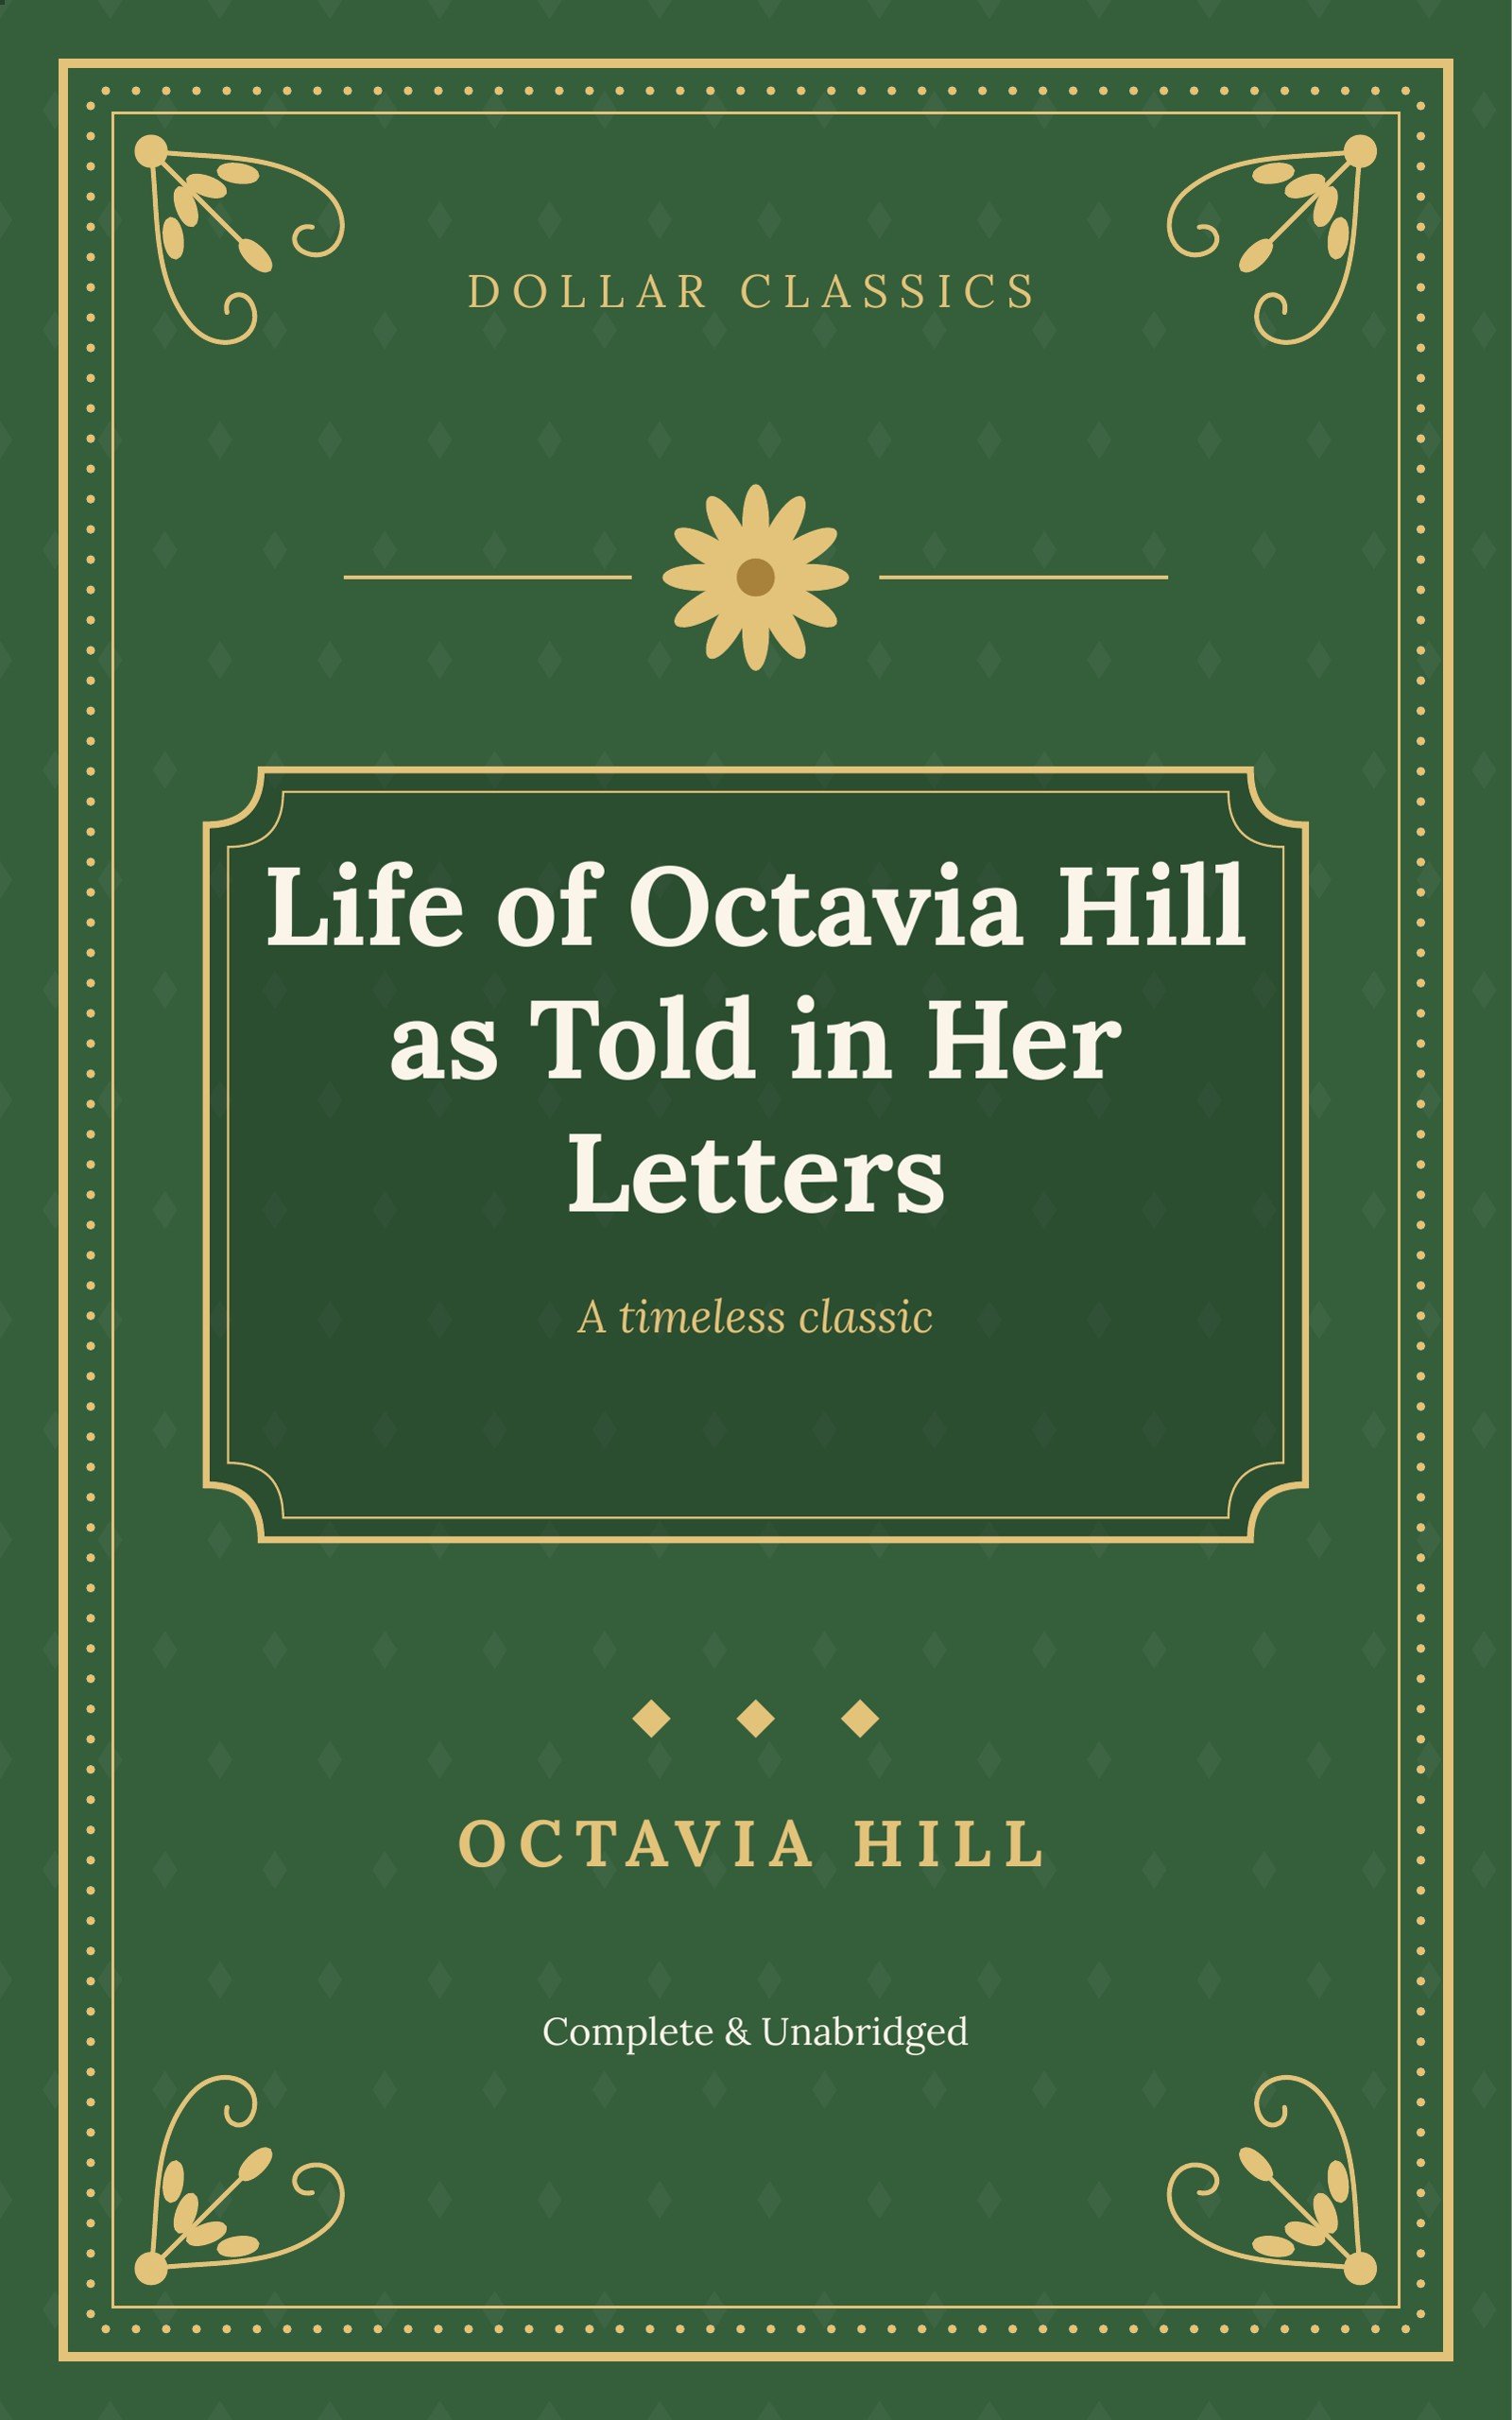 DOLLAR CLASSICS
Life of Octavia Hill
as Told in Her
Letters
A timeless classic
OCTAVIA HILL
Complete & Unabridged